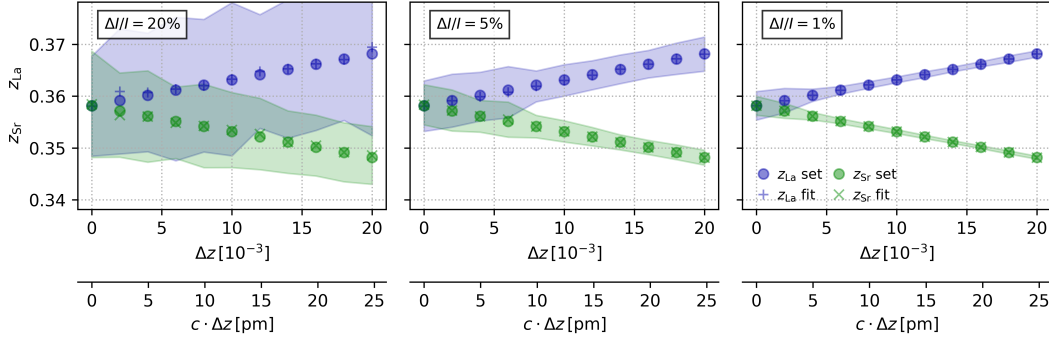 ΔI/I = 20%
ΔI/I = 5%
ΔI/I = 1%
z_La
z_Sr
0.37
0.36
0.35
0.34
z_La set
z_Sr set
z_La fit
z_Sr fit
0 5 10 15 20
0 5 10 15 20
0 5 10 15 20
Δz [10⁻³]
Δz [10⁻³]
Δz [10⁻³]
0 5 10 15 20 25
0 5 10 15 20 25
0 5 10 15 20 25
c · Δz [pm]
c · Δz [pm]
c · Δz [pm]